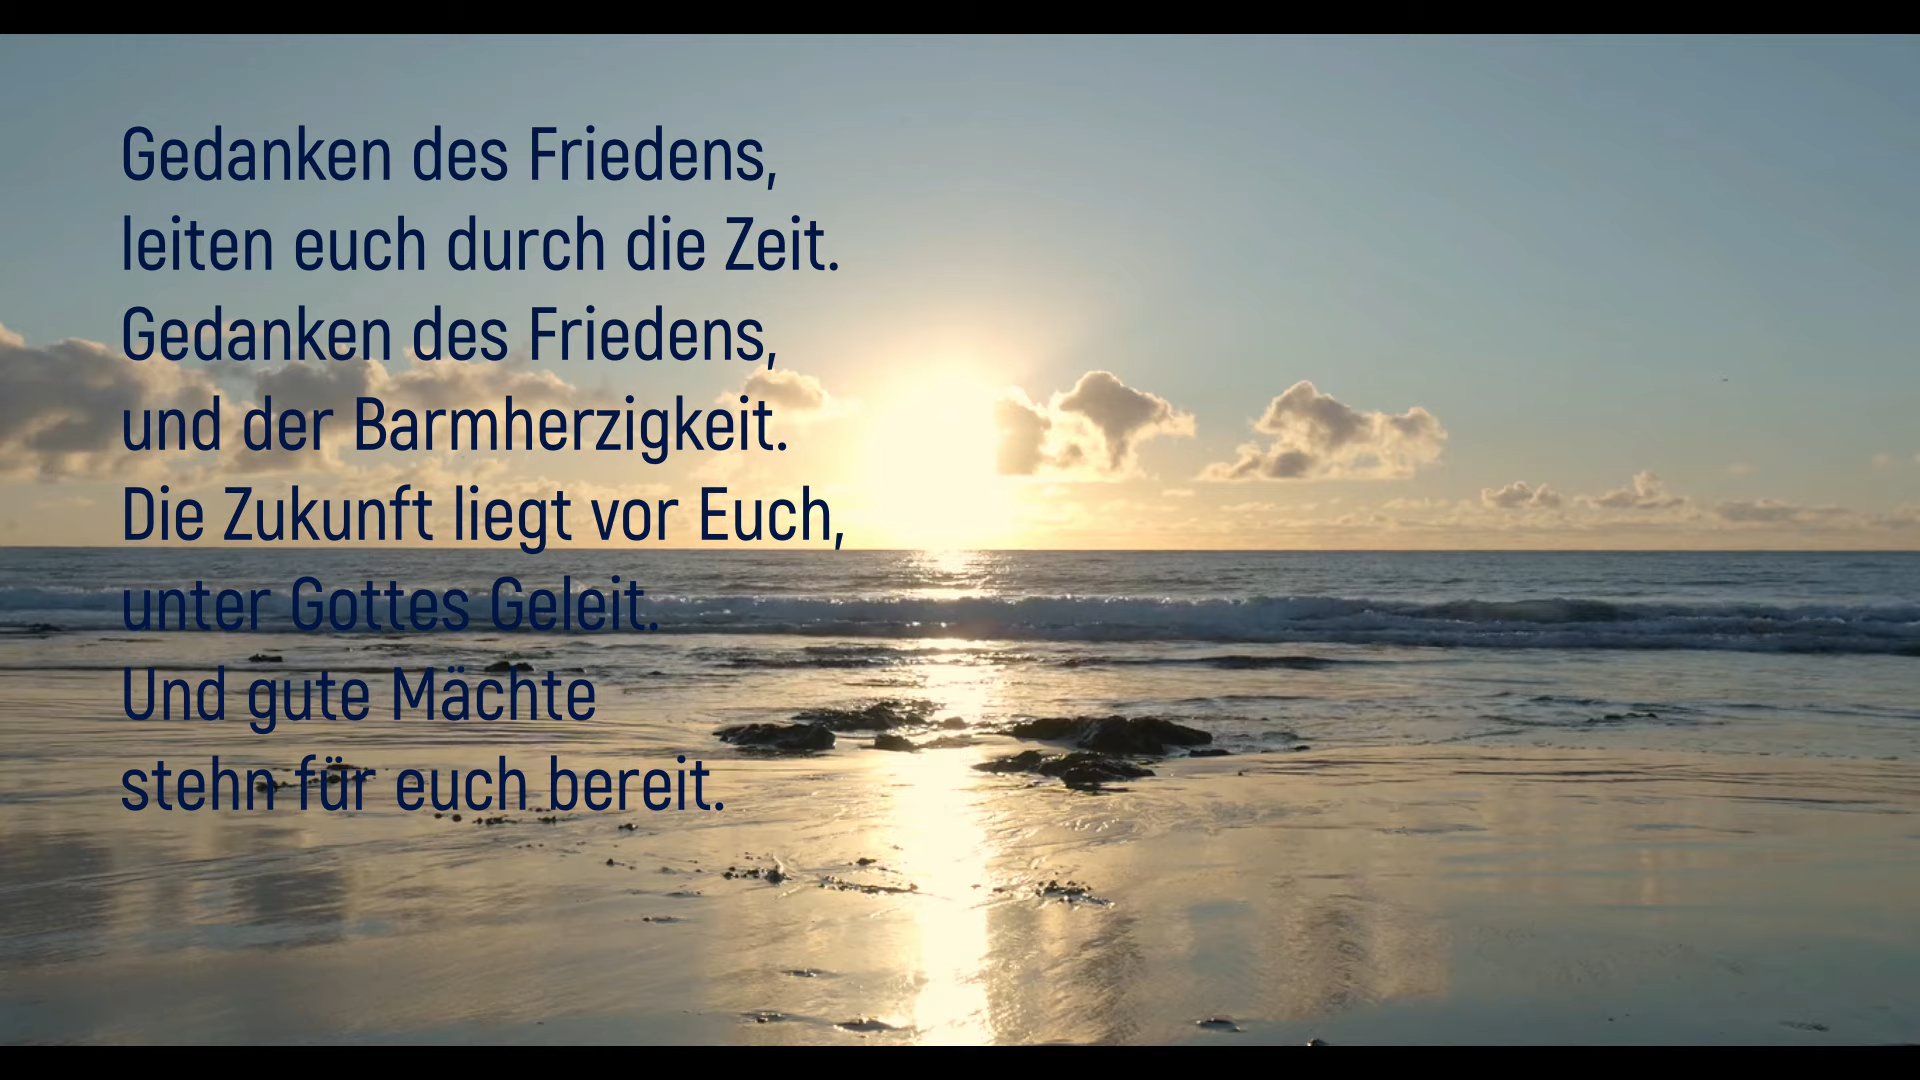 Gedanken des Friedens,
leiten euch durch die Zeit.
Gedanken des Friedens,
und der Barmherzigkeit.
Die Zukunft liegt vor Euch,
unter Gottes Geleit.
Und gute Mächte
stehn für euch bereit.